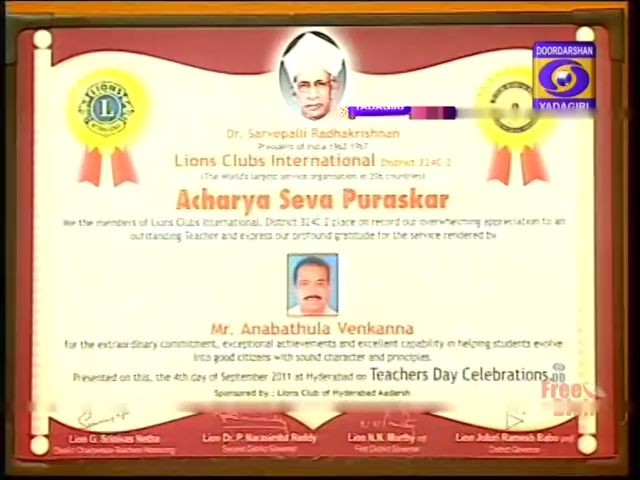 DOORDARSHAN
YADAGIRI
YADAGIRI
LIONS
L
Dr. Sarvepalli Radhakrishnan
President of India 1962-1967
Lions Clubs International District 324C 2
(The World's largest service organisation in 206 countries)
Acharya Seva Puraskar
We the members of Lions Clubs International, District 324C 2 place on record our overwhelming appreciation to an
outstanding Teacher and express our profound gratitude for the service rendered by
Mr. Anabathula Venkanna
for the extraordinary commitment, exceptional achievements and excellent capability in helping students evolve
into good citizens with sound character and principles.
Presented on this, the 4th day of September 2011 at Hyderabad on Teachers Day Celebrations.
Sponsored by : Lions Club of Hyderabad Aadarsh
Free
Dish
Lion G. Srinivas Netha
Lion Dr. P. Narasimha Reddy
Lion N.N. Murthy
Lion Juluri Ramesh Babu
Second District Governor
First District Governor
District Governor